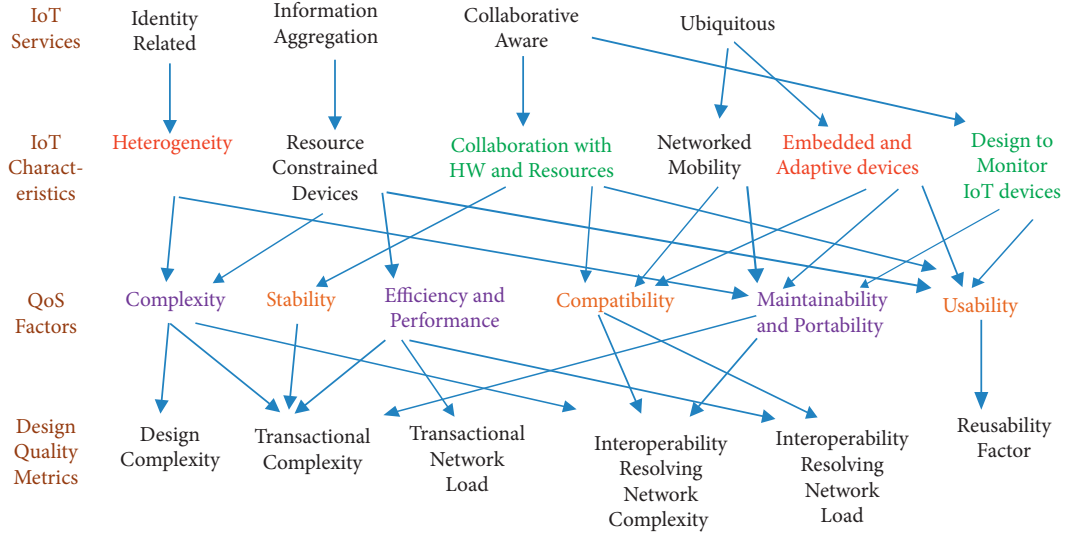 IoT
Services
Identity
Related
Information
Aggregation
Collaborative
Aware
Ubiquitous
IoT
Charact-
eristics
Heterogeneity
Resource
Constrained
Devices
Collaboration with
HW and Resources
Networked
Mobility
Embedded and
Adaptive devices
Design to
Monitor
IoT devices
QoS
Factors
Complexity
Stability
Efficiency and
Performance
Compatibility
Maintainability
and Portability
Usability
Design
Quality
Metrics
Design
Complexity
Transactional
Complexity
Transactional
Network
Load
Interoperability
Resolving
Network
Complexity
Interoperability
Resolving
Network
Load
Reusability
Factor